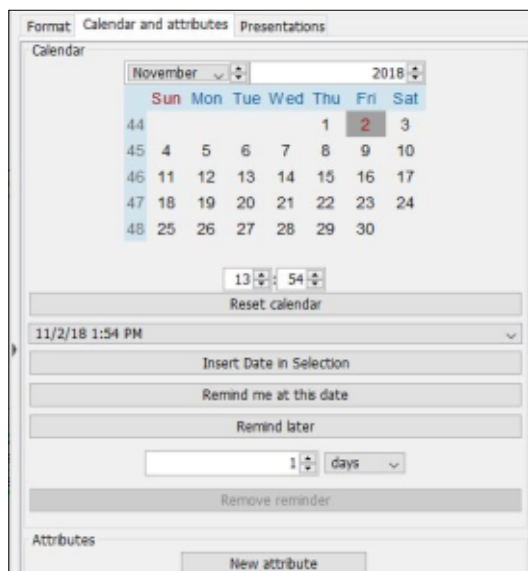 Format Calendar and attributes Presentations
Calendar
November 2018
Sun Mon Tue Wed Thu Fri Sat
44 1 2 3
45 4 5 6 7 8 9 10
46 11 12 13 14 15 16 17
47 18 19 20 21 22 23 24
48 25 26 27 28 29 30
13 : 54
Reset calendar
11/2/18 1:54 PM
Insert Date in Selection
Remind me at this date
Remind later
1 days
Remove reminder
Attributes
New attribute